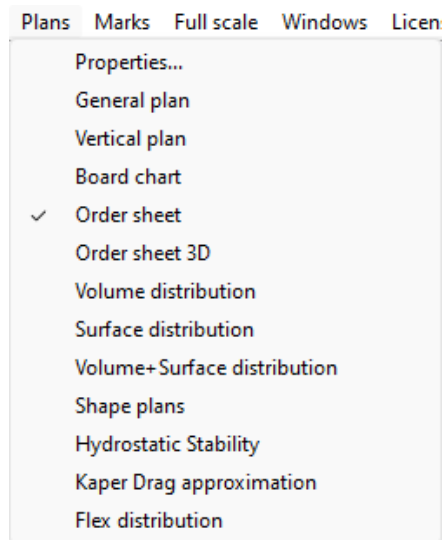 Plans Marks Full scale Windows Licen
Properties...
General plan
Vertical plan
Board chart
Order sheet
Order sheet 3D
Volume distribution
Surface distribution
Volume+Surface distribution
Shape plans
Hydrostatic Stability
Kaper Drag approximation
Flex distribution